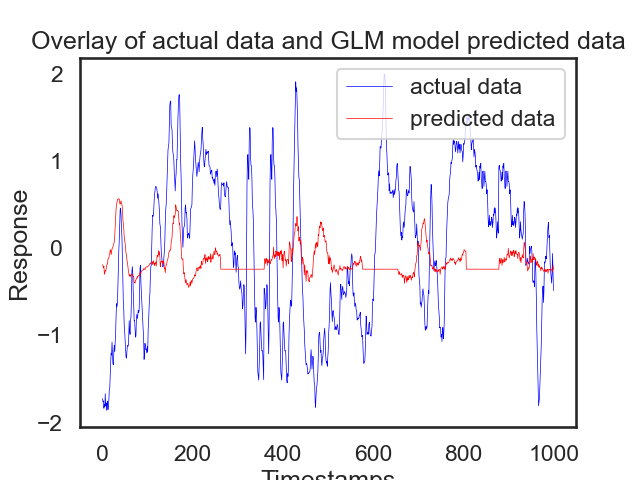 Overlay of actual data and GLM model predicted data
actual data
predicted data
Response
2
1
0
−1
−2
0 200 400 600 800 1000
Timestamps